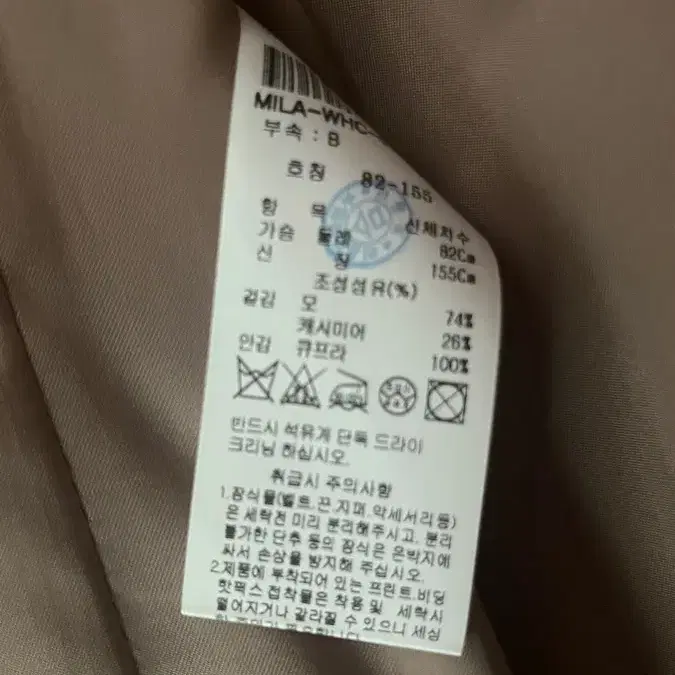 MILA-WHC-
부속 : B
호칭 82-155
항 목 신체치수
가슴 둘레 82Cm
신 장 155Cm
조성섬유(%)
겉감 모 74%
캐시미어 26%
안감 큐프라 100%
반드시 석유계 단독 드라이
크리닝 하십시오.
취급시 주의사항
1.장식물(벨트.끈.지퍼.악세서리등)
은 세탁전 미리 분리해주시고, 분리
불가한 단추 등의 장식은 은박지에
싸서 손상을 방지해 주십시오.
2.제품에 부착되어 있는 프린트.비딩
핫픽스 접착물은 착용및 세탁시
떨어지거나 갈라질 수 있으니 세심